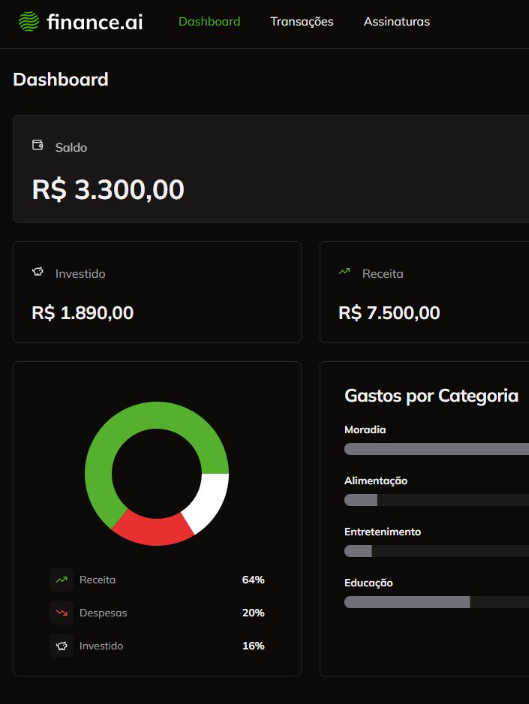 finance.ai Dashboard Transações Assinaturas
Dashboard
Saldo
R$ 3.300,00
Investido
R$ 1.890,00
Receita
R$ 7.500,00
Receita 64%
Despesas 20%
Investido 16%
Gastos por Categoria
Moradia
Alimentação
Entretenimento
Educação